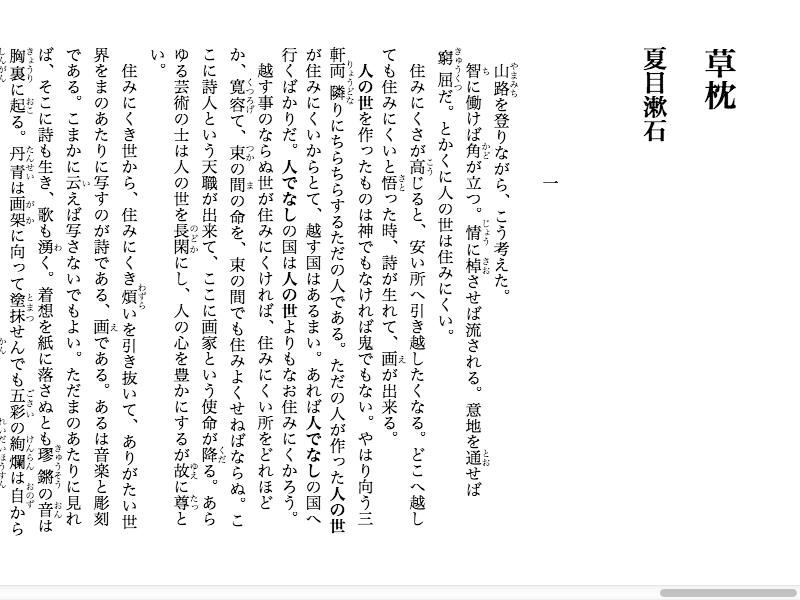 草枕
夏目漱石
一
山路を登りながら、こう考えた。
智に働けば角が立つ。情に棹させば流される。意地を通せば
窮屈だ。とかくに人の世は住みにくい。
住みにくさが高じると、安い所へ引き越したくなる。どこへ越し
ても住みにくいと悟った時、詩が生れて、画が出来る。
人の世を作ったものは神でもなければ鬼でもない。やはり向う三
軒両隣りにちらちらするただの人である。ただの人が作った人の世
が住みにくいからとて、越す国はあるまい。あれば人でなしの国へ
行くばかりだ。人でなしの国は人の世よりもなお住みにくかろう。
越す事のならぬ世が住みにくければ、住みにくい所をどれほど
か、寛容て、束の間の命を、束の間でも住みよくせねばならぬ。こ
こに詩人という天職が出来て、ここに画家という使命が降る。あら
ゆる芸術の士は人の世を長閑にし、人の心を豊かにするが故に尊と
い。
住みにくき世から、住みにくき煩いを引き抜いて、ありがたい世
界をまのあたりに写すのが詩である、画である。あるは音楽と彫刻
である。こまかに云えば写さないでもよい。ただまのあたりに見れ
ば、そこに詩も生き、歌も湧く。着想を紙に落さぬとも璆鏘の音は
胸裏に起る。丹青は画架に向って塗抹せんでも五彩の絢爛は自から